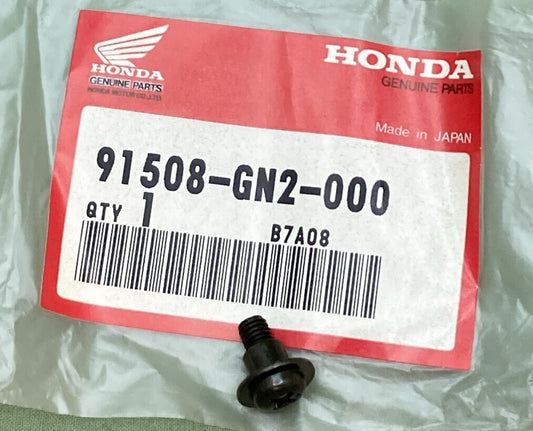 HONDA
GENUINE PARTS
HONDA MOTOR CO.,LTD.
HONDA
GENUINE PARTS
Made in JAPAN
91508-GN2-000
QTY 1
B7A08